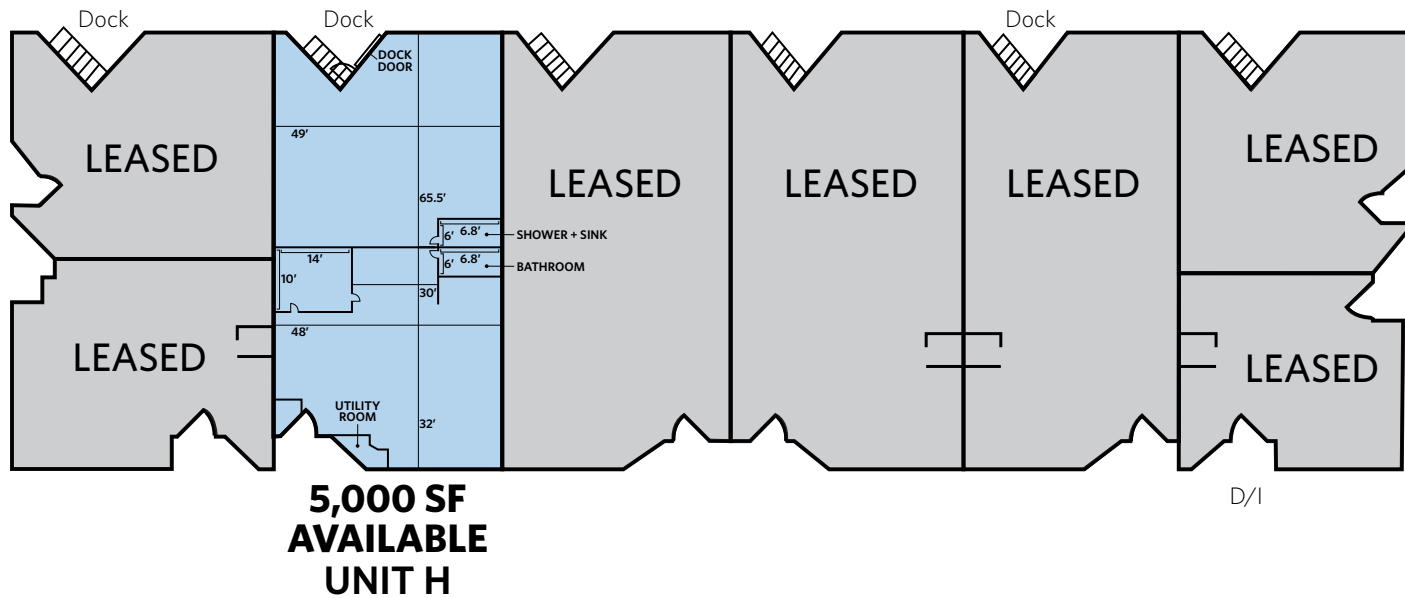 Dock
Dock
Dock
DOCK
DOOR
49'
LEASED
LEASED
LEASED
LEASED
LEASED
65.5'
6' 6.8'
SHOWER + SINK
14'
6' 6.8'
BATHROOM
10'
30'
48'
LEASED
LEASED
UTILITY
ROOM
32'
5,000 SF
AVAILABLE
UNIT H
D/I